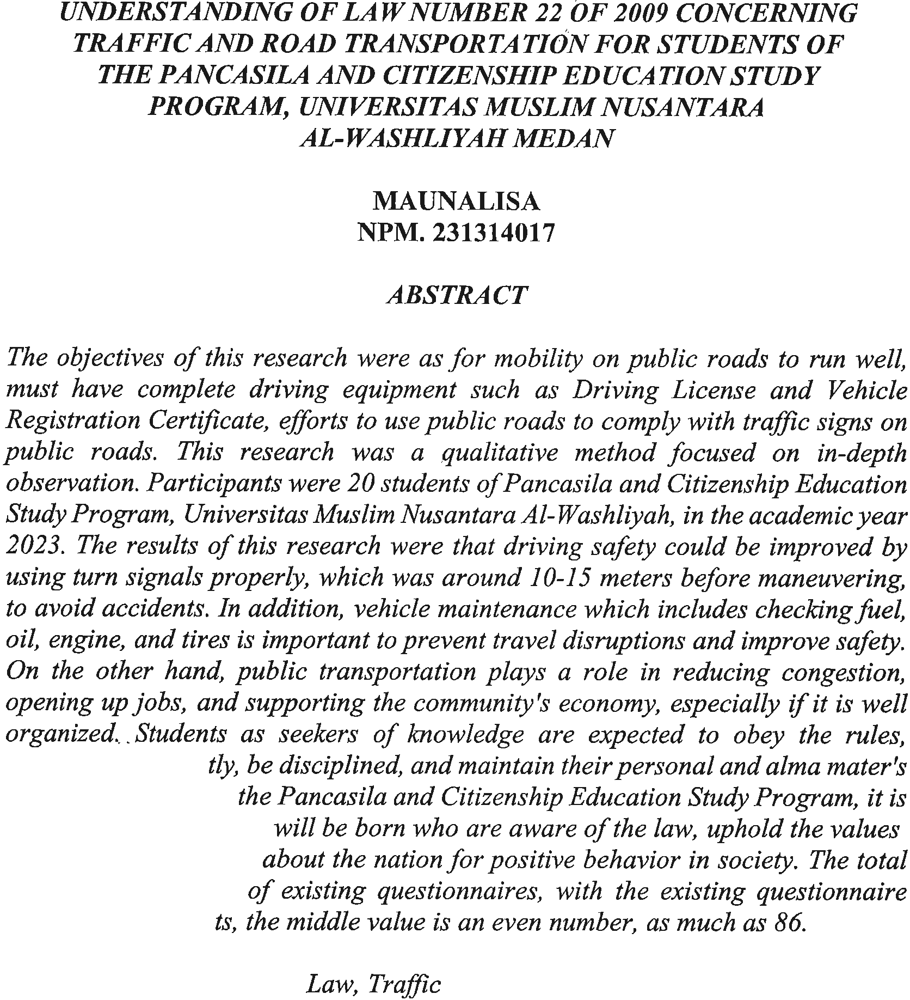 UNDERSTANDING OF LAW NUMBER 22 OF 2009 CONCERNING
TRAFFIC AND ROAD TRANSPORTATION FOR STUDENTS OF
THE PANCASILA AND CITIZENSHIP EDUCATION STUDY
PROGRAM, UNIVERSITAS MUSLIM NUSANTARA
AL-WASHLIYAH MEDAN
MAUNALISA
NPM. 231314017
ABSTRACT
The objectives of this research were as for mobility on public roads to run well,
must have complete driving equipment such as Driving License and Vehicle
Registration Certificate, efforts to use public roads to comply with traffic signs on
public roads. This research was a qualitative method focused on in-depth
observation. Participants were 20 students of Pancasila and Citizenship Education
Study Program, Universitas Muslim Nusantara Al-Washliyah, in the academic year
2023. The results of this research were that driving safety could be improved by
using turn signals properly, which was around 10-15 meters before maneuvering,
to avoid accidents. In addition, vehicle maintenance which includes checking fuel,
oil, engine, and tires is important to prevent travel disruptions and improve safety.
On the other hand, public transportation plays a role in reducing congestion,
opening up jobs, and supporting the community's economy, especially if it is well
organized. Students as seekers of knowledge are expected to obey the rules,
tly, be disciplined, and maintain their personal and alma mater's
the Pancasila and Citizenship Education Study Program, it is
will be born who are aware of the law, uphold the values
about the nation for positive behavior in society. The total
of existing questionnaires, with the existing questionnaire
ts, the middle value is an even number, as much as 86.
Law, Traffic